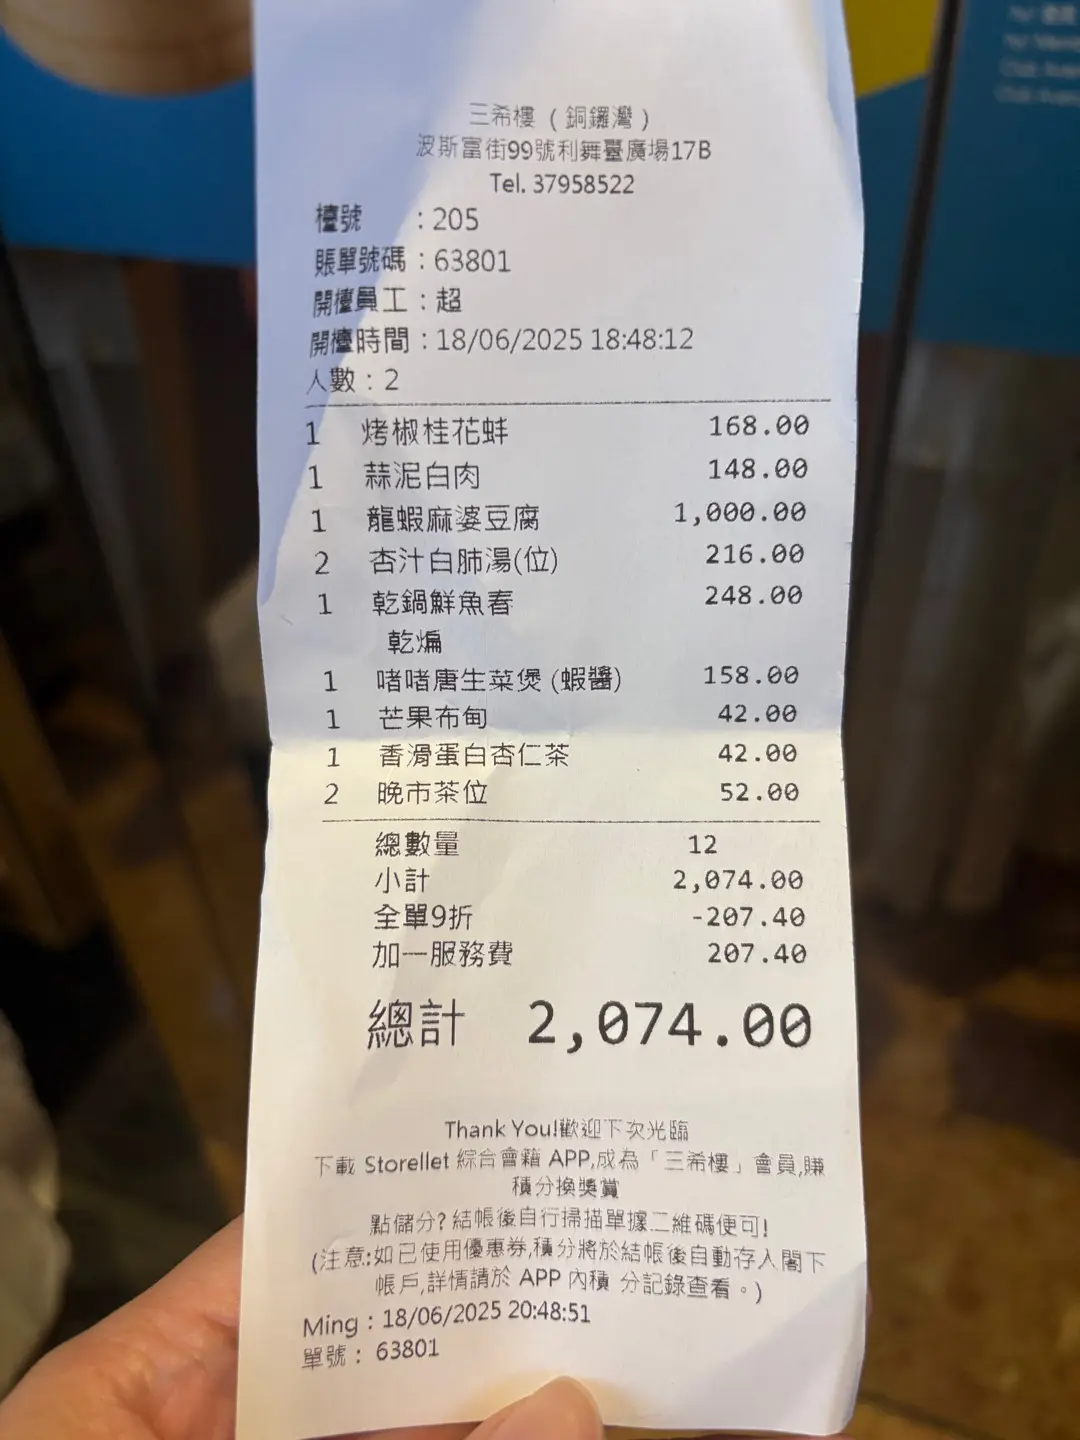 三希樓（銅鑼灣）
波斯富街99號利舞臺廣場17B
Tel. 37958522
檯號 : 205
賬單號碼 : 63801
開檯員工 : 超
開檯時間 : 18/06/2025 18:48:12
人數 : 2
1 烤椒桂花蚌 168.00
1 蒜泥白肉 148.00
1 龍蝦麻婆豆腐 1,000.00
2 杏汁白肺湯(位) 216.00
1 乾鍋鮮魚春 248.00
乾煸
1 啫啫唐生菜煲 (蝦醬) 158.00
1 芒果布甸 42.00
1 香滑蛋白杏仁茶 42.00
2 晚市茶位 52.00
總數量 12
小計 2,074.00
全單9折 -207.40
加一服務費 207.40
總計 2,074.00
Thank You!歡迎下次光臨
下載 Storellet 綜合會籍 APP,成為「三希樓」會員,賺
積分換獎賞
點儲分? 結帳後自行掃描單據二維碼便可!
(注意:如已使用優惠券,積分將於結帳後自動存入閣下
帳戶,詳情請於 APP 內積 分記錄查看。)
Ming : 18/06/2025 20:48:51
單號 : 63801